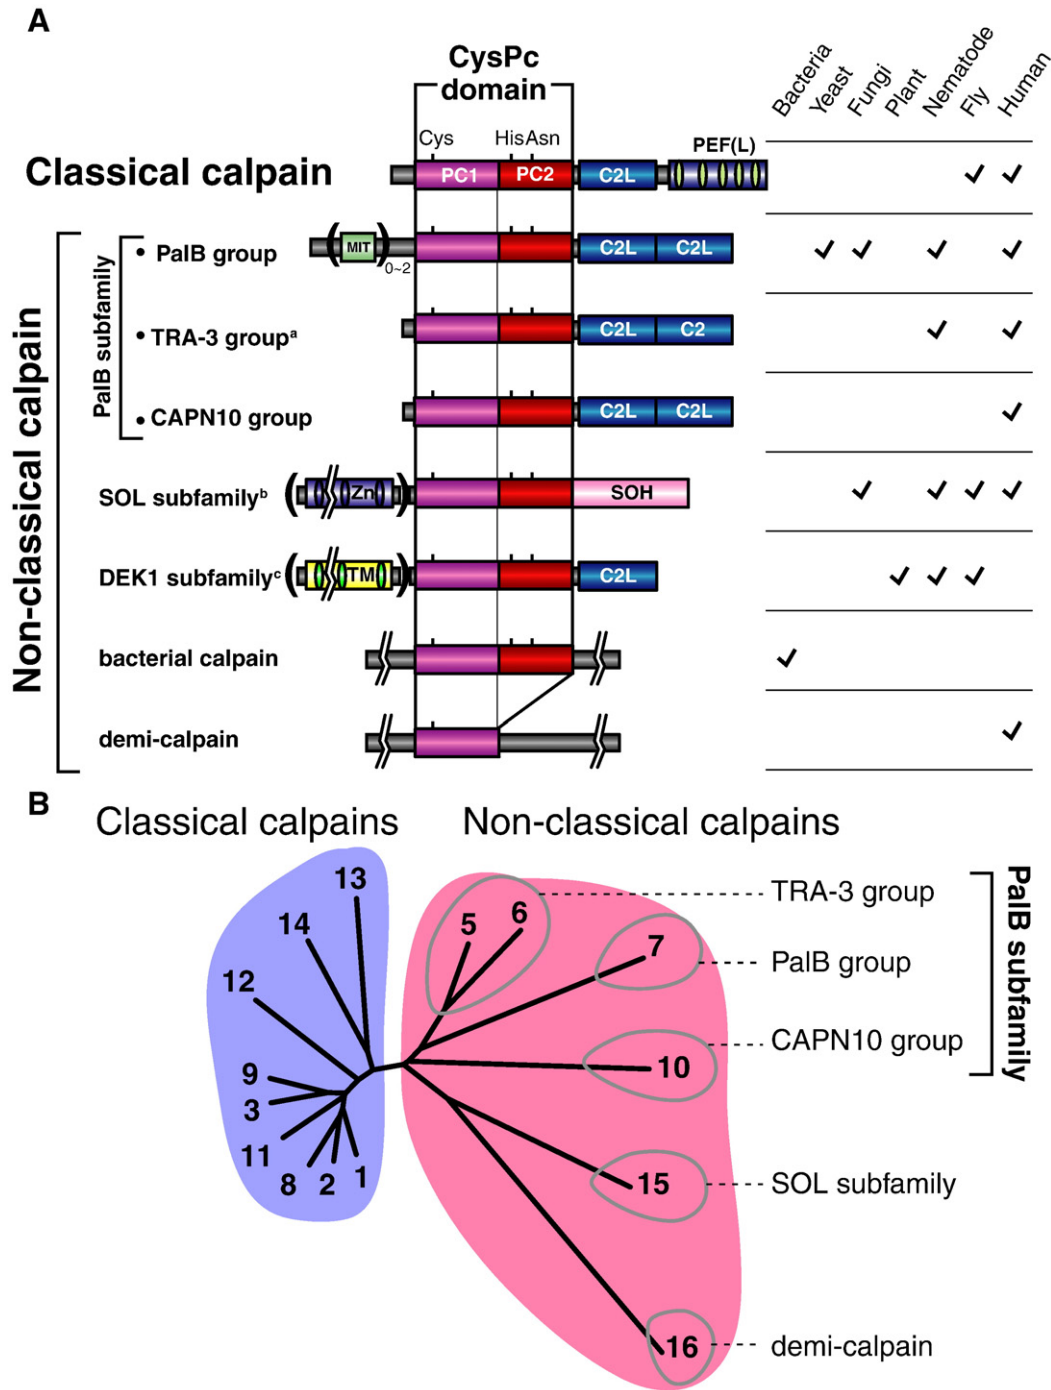 A
CysPc
domain
Bacteria
Yeast
Fungi
Plant
Nematode
Fly
Human
Cys
HisAsn
PEF(L)
Classical calpain
PC1
PC2
C2L
Non-classical calpain
PalB subfamily
• PalB group
( MIT ) 0~2
C2L
C2L
• TRA-3 groupᵃ
C2L
C2
• CAPN10 group
C2L
C2L
SOL subfamilyᵇ
( Zn )
SOH
DEK1 subfamilyᶜ
( TM )
C2L
bacterial calpain
demi-calpain
B
Classical calpains
Non-classical calpains
13
14
12
9
3
11
8
2
1
5
6
7
10
15
16
TRA-3 group
PalB group
CAPN10 group
PalB subfamily
SOL subfamily
demi-calpain